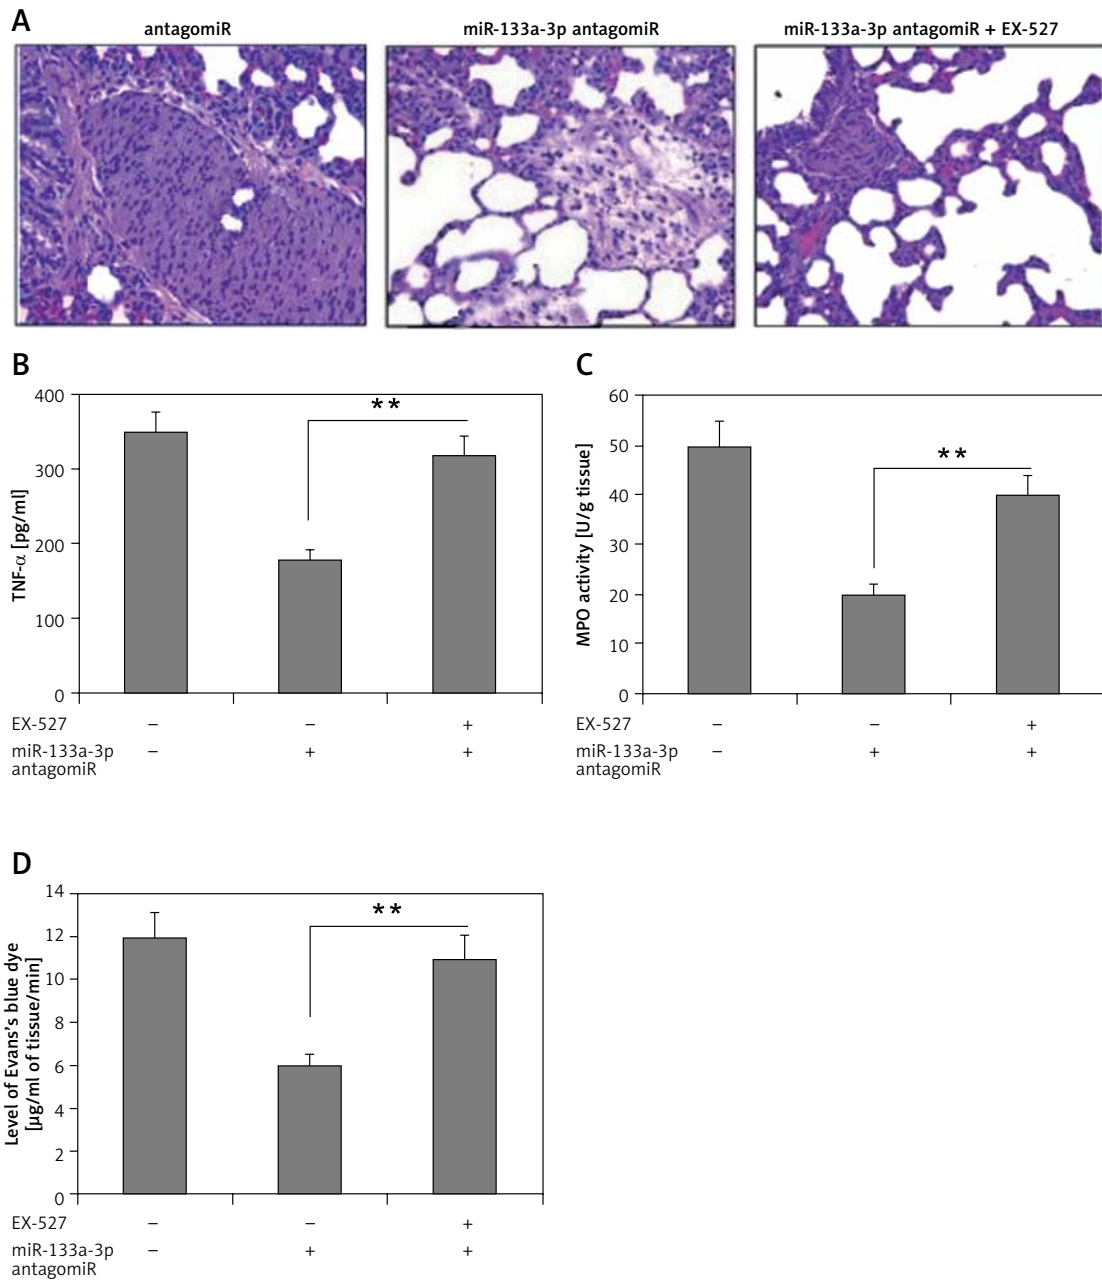 A
antagomiR
miR-133a-3p antagomiR
miR-133a-3p antagomiR + EX-527
B
TNF-α [pg/ml]
400
300
200
100
0
**
EX-527 – – +
miR-133a-3p – + +
antagomiR
C
MPO activity [U/g tissue]
60
50
40
30
20
10
0
**
EX-527 – – +
miR-133a-3p – + +
antagomiR
D
Level of Evans's blue dye
[µg/ml of tissue/min]
14
12
10
8
6
4
2
0
**
EX-527 – – +
miR-133a-3p – + +
antagomiR